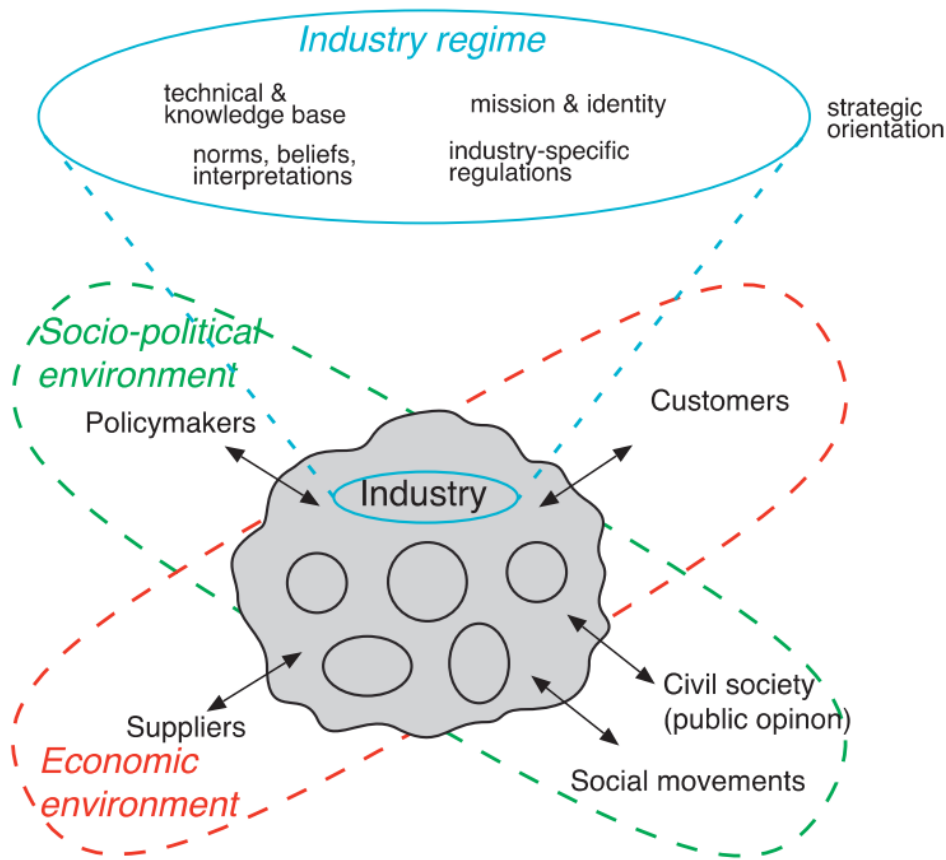 Industry regime
technical &
knowledge base
mission & identity
strategic
orientation
norms, beliefs,
interpretations
industry-specific
regulations
Socio-political
environment
Policymakers
Customers
Industry
Civil society
(public opinon)
Suppliers
Economic
environment
Social movements